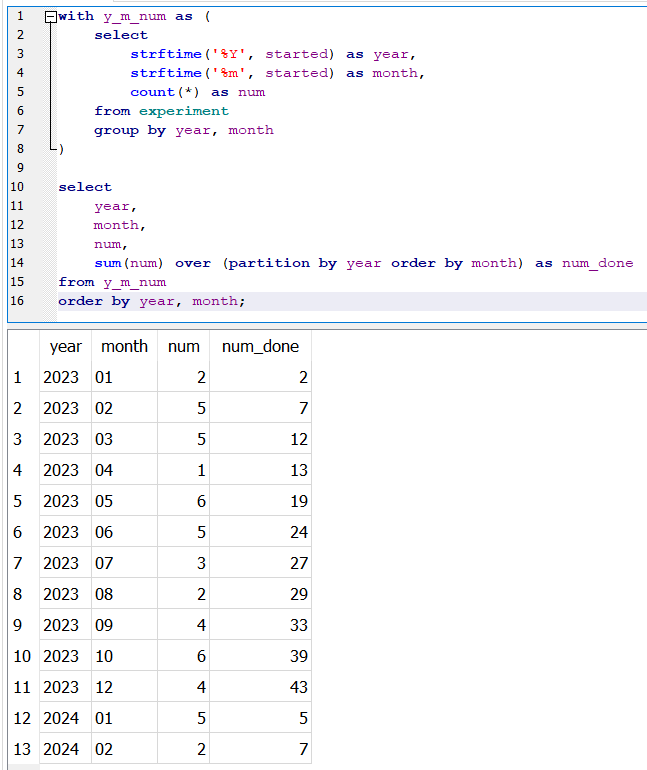 1 with y_m_num as (
2 select
3 strftime('%Y', started) as year,
4 strftime('%m', started) as month,
5 count(*) as num
6 from experiment
7 group by year, month
8 )
9
10 select
11 year,
12 month,
13 num,
14 sum(num) over (partition by year order by month) as num_done
15 from y_m_num
16 order by year, month;
year month num num_done
1 2023 01 2 2
2 2023 02 5 7
3 2023 03 5 12
4 2023 04 1 13
5 2023 05 6 19
6 2023 06 5 24
7 2023 07 3 27
8 2023 08 2 29
9 2023 09 4 33
10 2023 10 6 39
11 2023 12 4 43
12 2024 01 5 5
13 2024 02 2 7